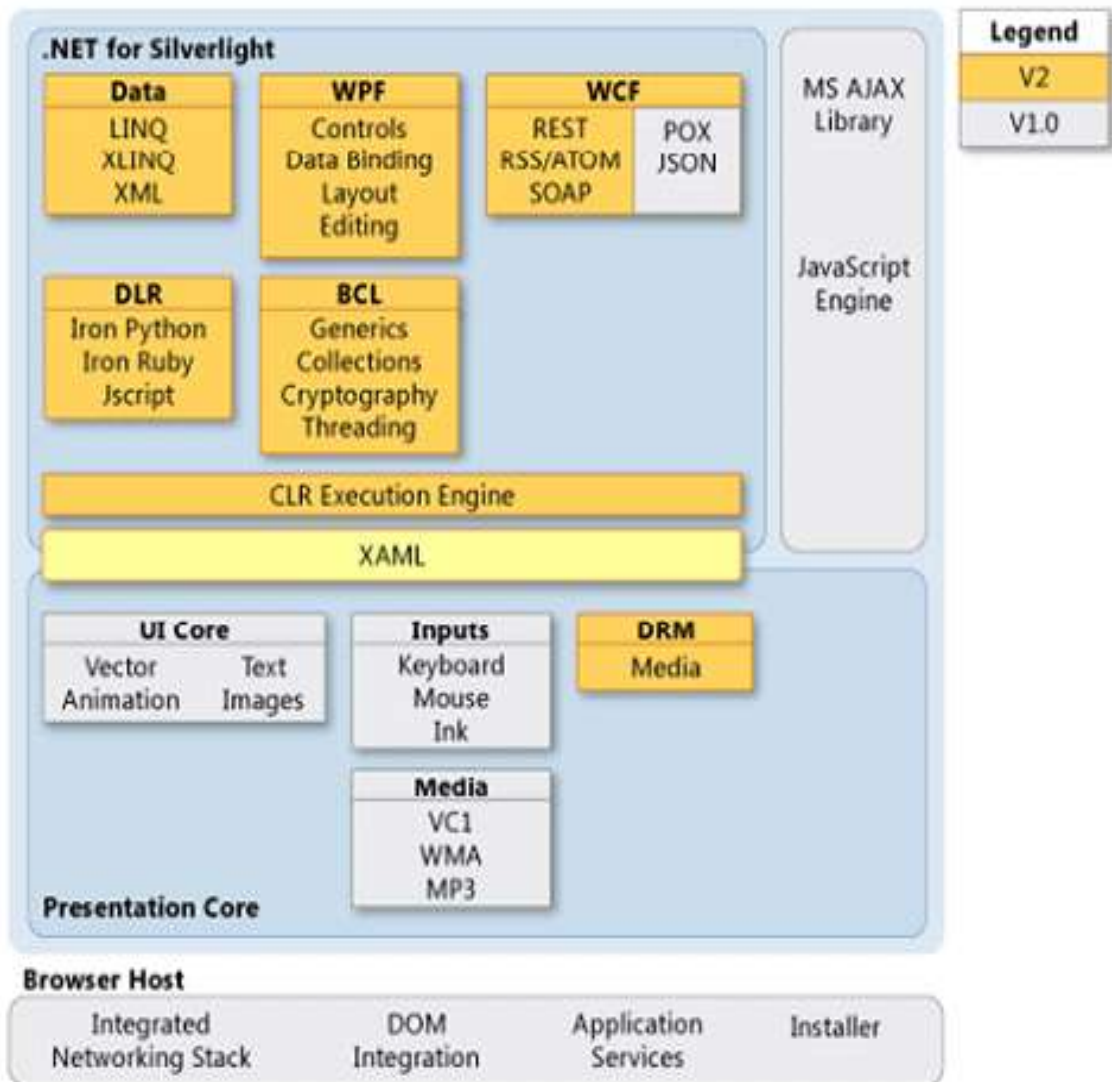 .NET for Silverlight
Data
LINQ
XLINQ
XML
WPF
Controls
Data Binding
Layout
Editing
WCF
REST
RSS/ATOM
SOAP
POX
JSON
DLR
Iron Python
Iron Ruby
Jscript
BCL
Generics
Collections
Cryptography
Threading
CLR Execution Engine
XAML
MS AJAX
Library
JavaScript
Engine
Legend
V2
V1.0
UI Core
Vector Text
Animation Images
Inputs
Keyboard
Mouse
Ink
DRM
Media
Media
VC1
WMA
MP3
Presentation Core
Browser Host
Integrated
Networking Stack
DOM
Integration
Application
Services
Installer